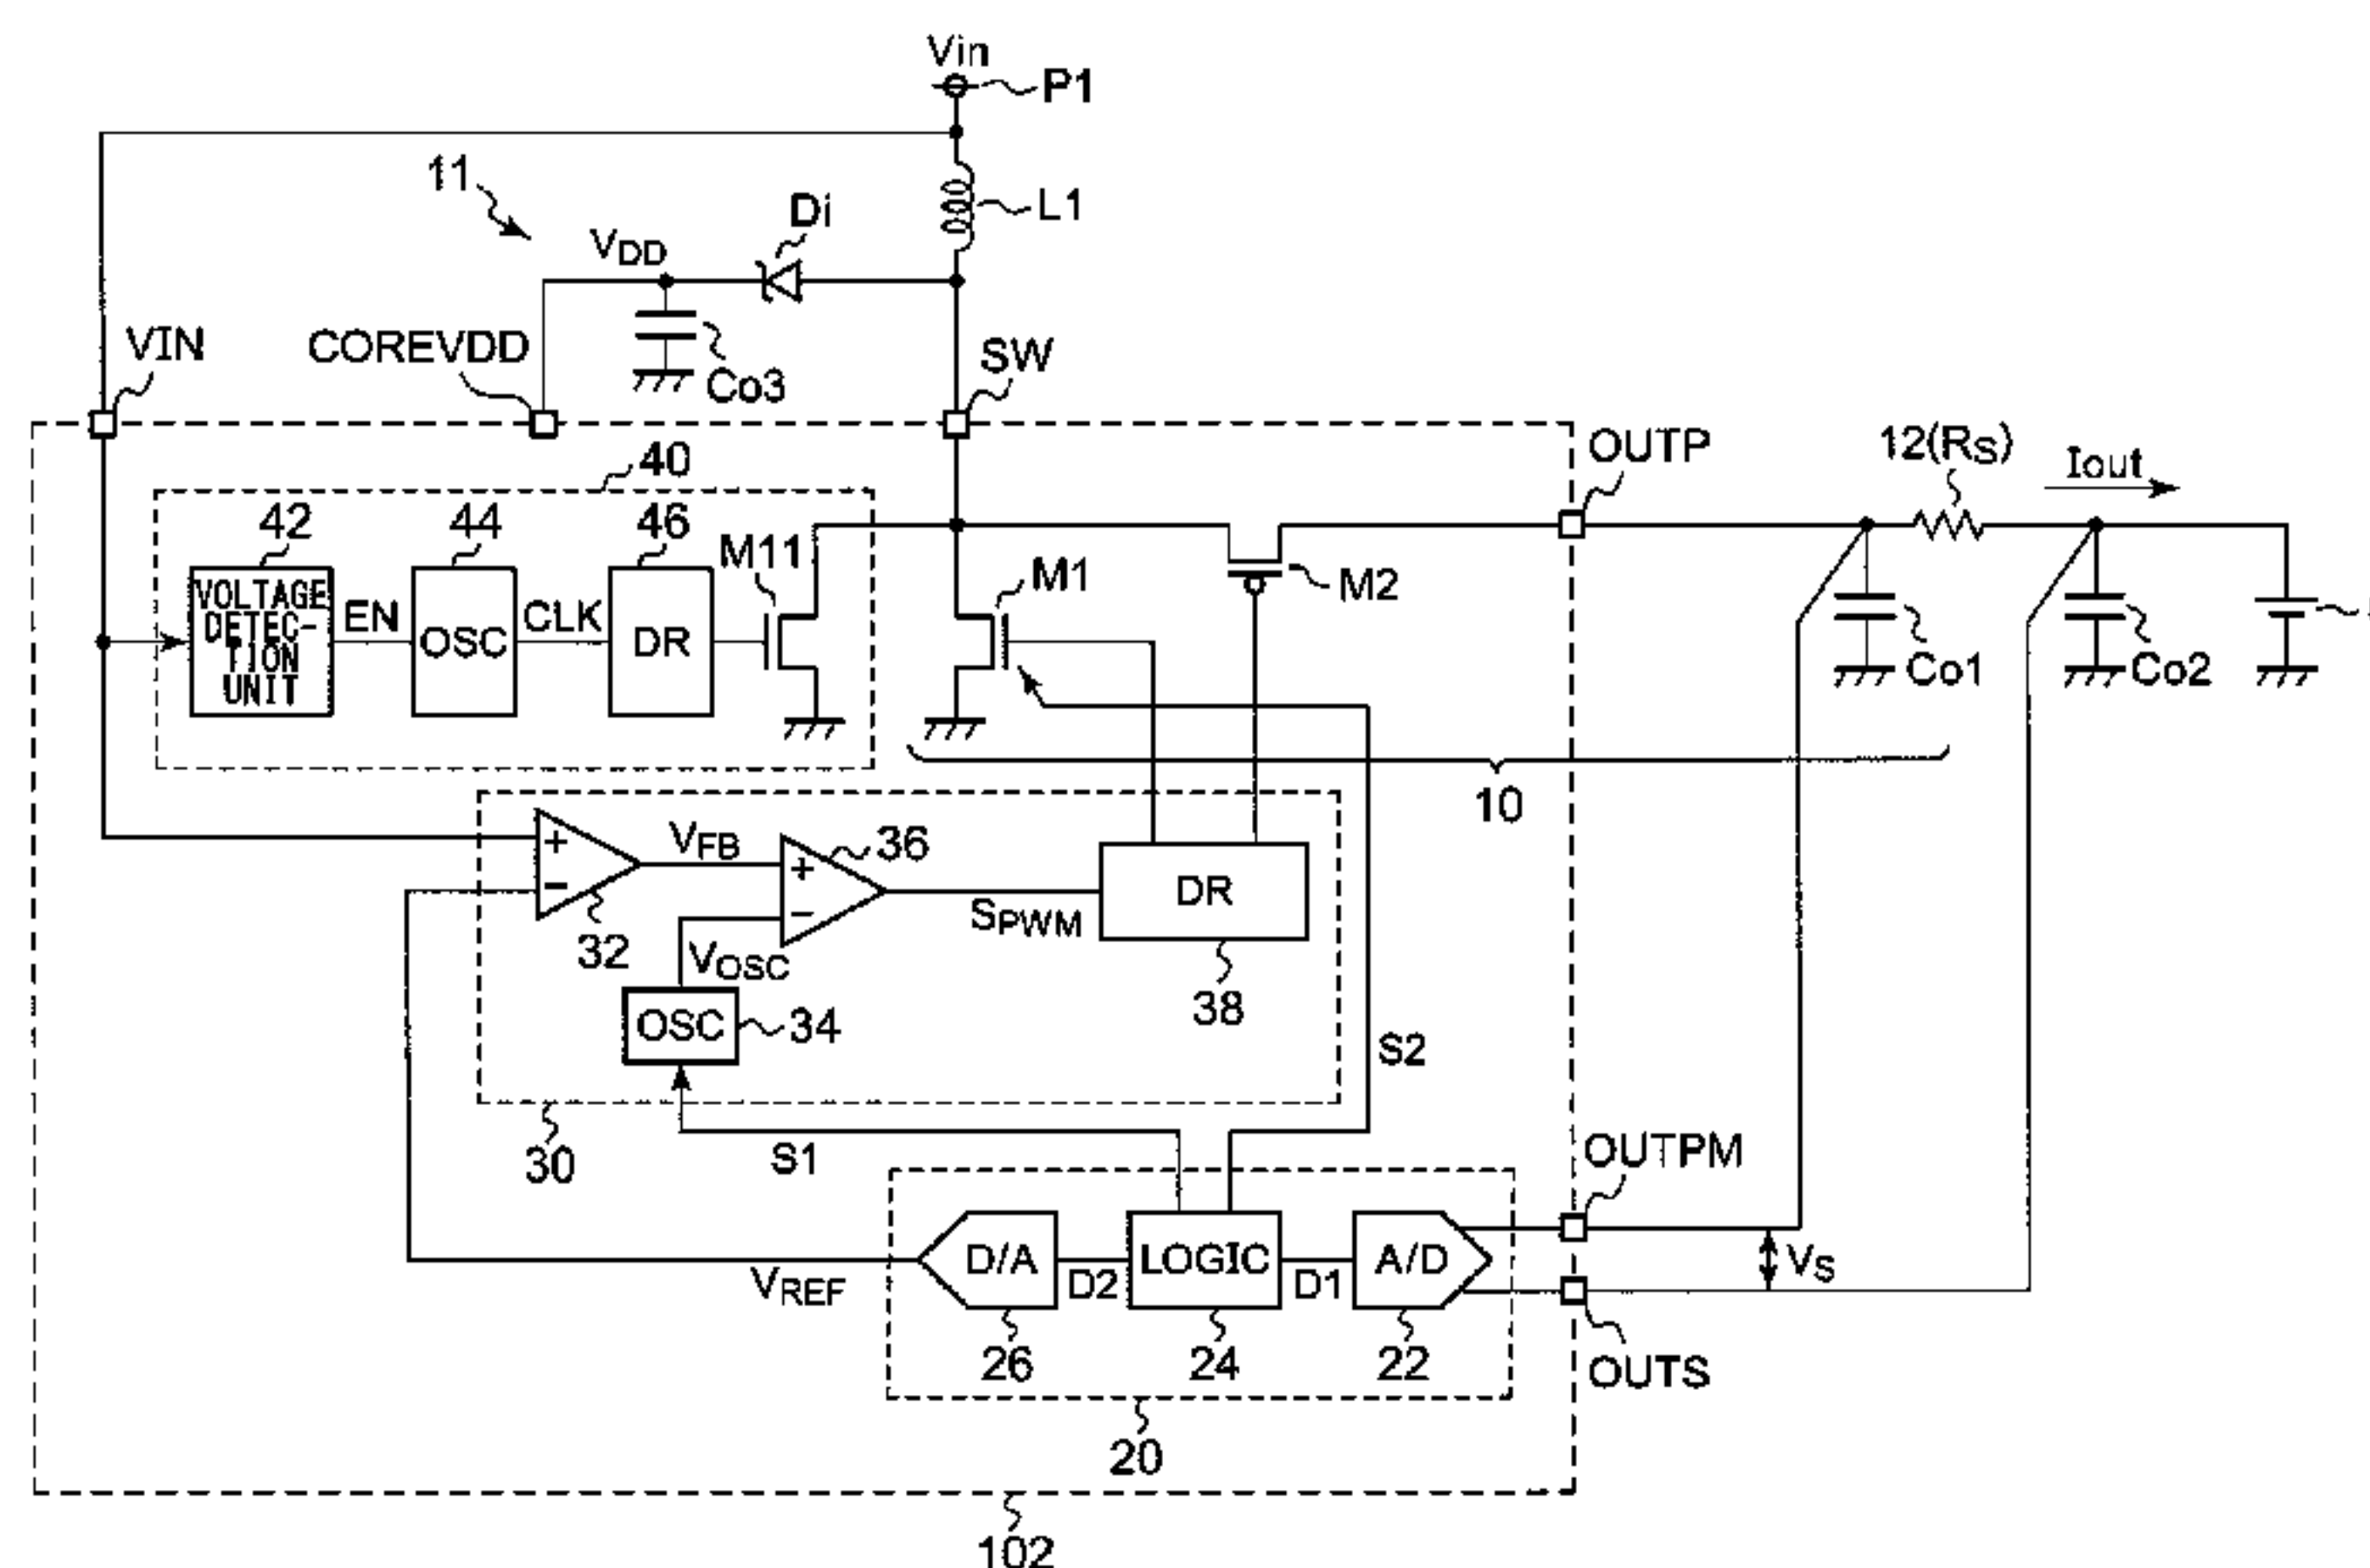 Vin
P1
11
L1
Di
VDD
VIN
COREVDD
SW
Co3
OUTP
12(RS)
Iout
40
42
44
46
M11
M1
M2
VOLTAGE
DETEC-
TION
UNIT
EN
OSC
CLK
DR
Co1
Co2
10
VFB
36
DR
SPWM
32
VOSC
38
OSC
34
S2
30
S1
OUTPM
D/A
LOGIC
A/D
VREF
D2
D1
VS
26
24
22
OUTS
20
102